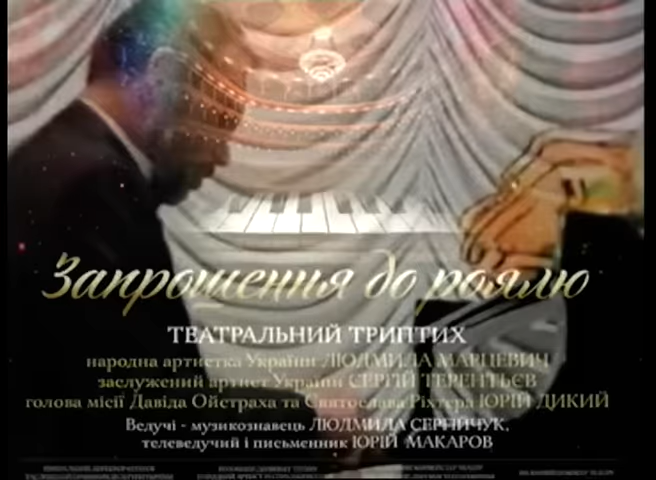 Запрошення до роялю
ТЕАТРАЛЬНИЙ ТРИПТИХ
народна артистка України ЛЮДМИЛА МАРЦЕВИЧ
заслужений артист України СЕРГІЙ ТЕРЕНТЬЄВ
голова місії Давіда Ойстраха та Святослава Ріхтера ЮРІЙ ДИКИЙ
Ведучі - музикознавець ЛЮДМИЛА СЕРГІЙЧУК,
телеведучий і письменник ЮРІЙ МАКАРОВ